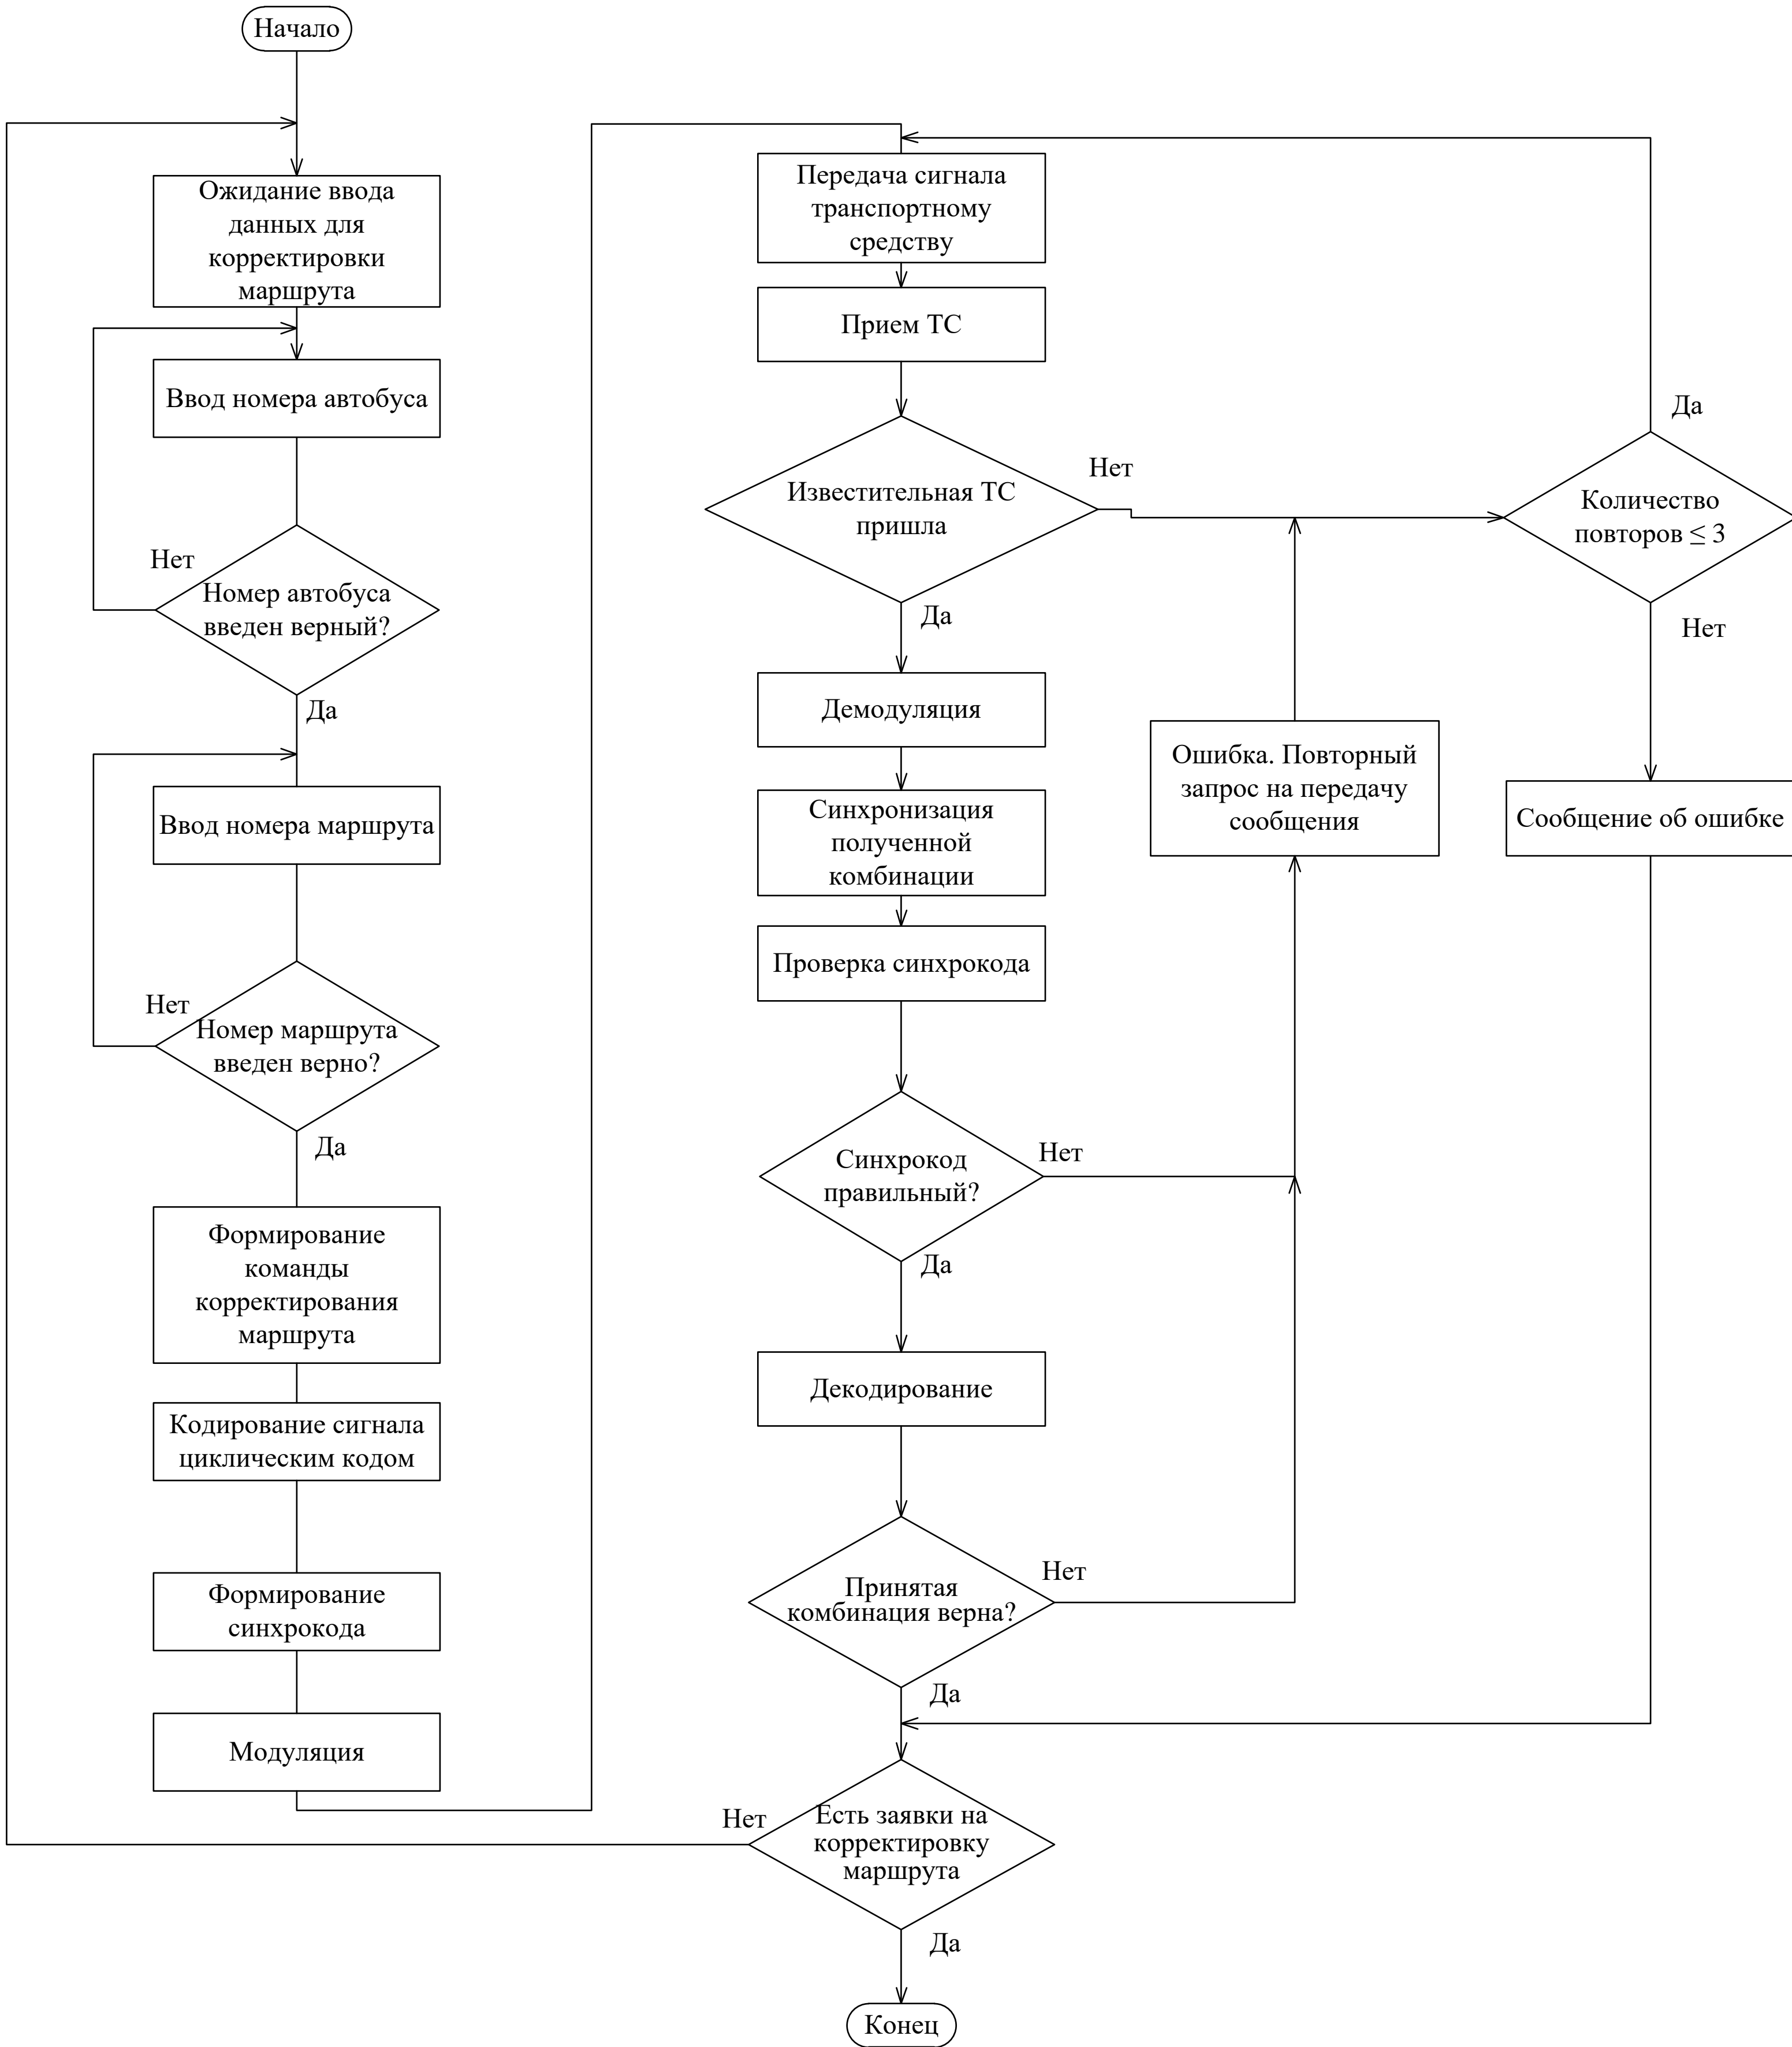 Начало
Ожидание ввода
данных для
корректировки
маршрута
Ввод номера автобуса
Нет
Номер автобуса
введен верный?
Да
Ввод номера маршрута
Нет
Номер маршрута
введен верно?
Да
Формирование
команды
корректирования
маршрута
Кодирование сигнала
циклическим кодом
Формирование
синхрокода
Модуляция
Передача сигнала
транспортному
средству
Прием ТС
Известительная ТС
пришла
Нет
Да
Демодуляция
Синхронизация
полученной
комбинации
Проверка синхрокода
Синхрокод
правильный?
Нет
Да
Декодирование
Принятая
комбинация верна?
Нет
Да
Есть заявки на
корректировку
маршрута
Нет
Да
Конец
Ошибка. Повторный
запрос на передачу
сообщения
Да
Количество
повторов ≤ 3
Нет
Сообщение об ошибке